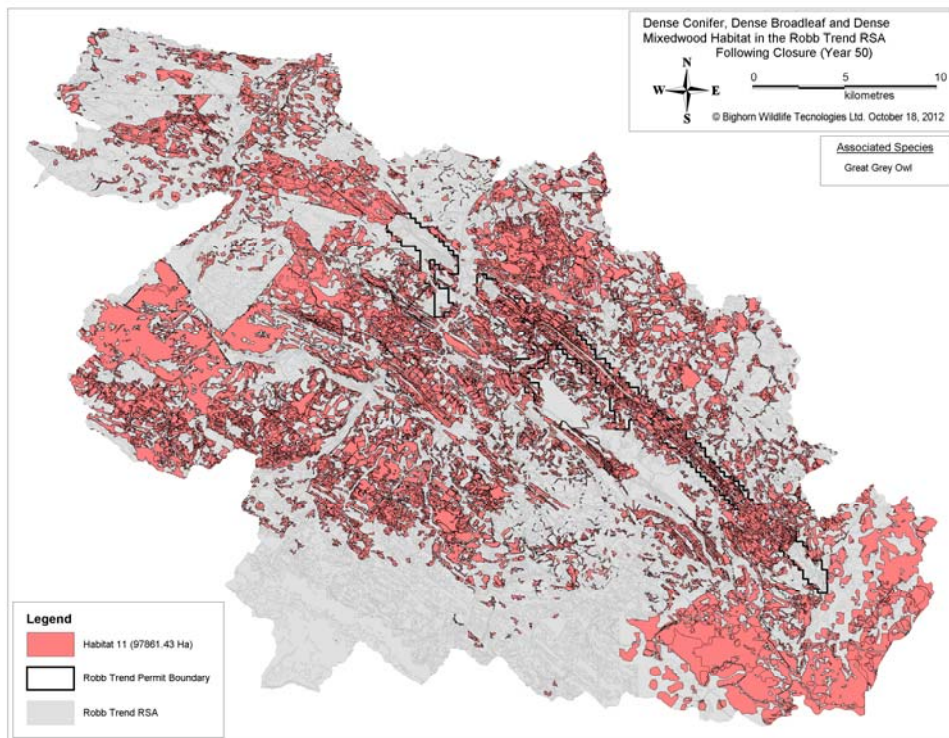 Dense Conifer, Dense Broadleaf and Dense
Mixedwood Habitat in the Robb Trend RSA
Following Closure (Year 50)
N
W E
S
0 5 10
kilometres
© Bighorn Wildlife Tecnologies Ltd. October 18, 2012
Associated Species
Great Grey Owl
Legend
Habitat 11 (97861.43 Ha)
Robb Trend Permit Boundary
Robb Trend RSA